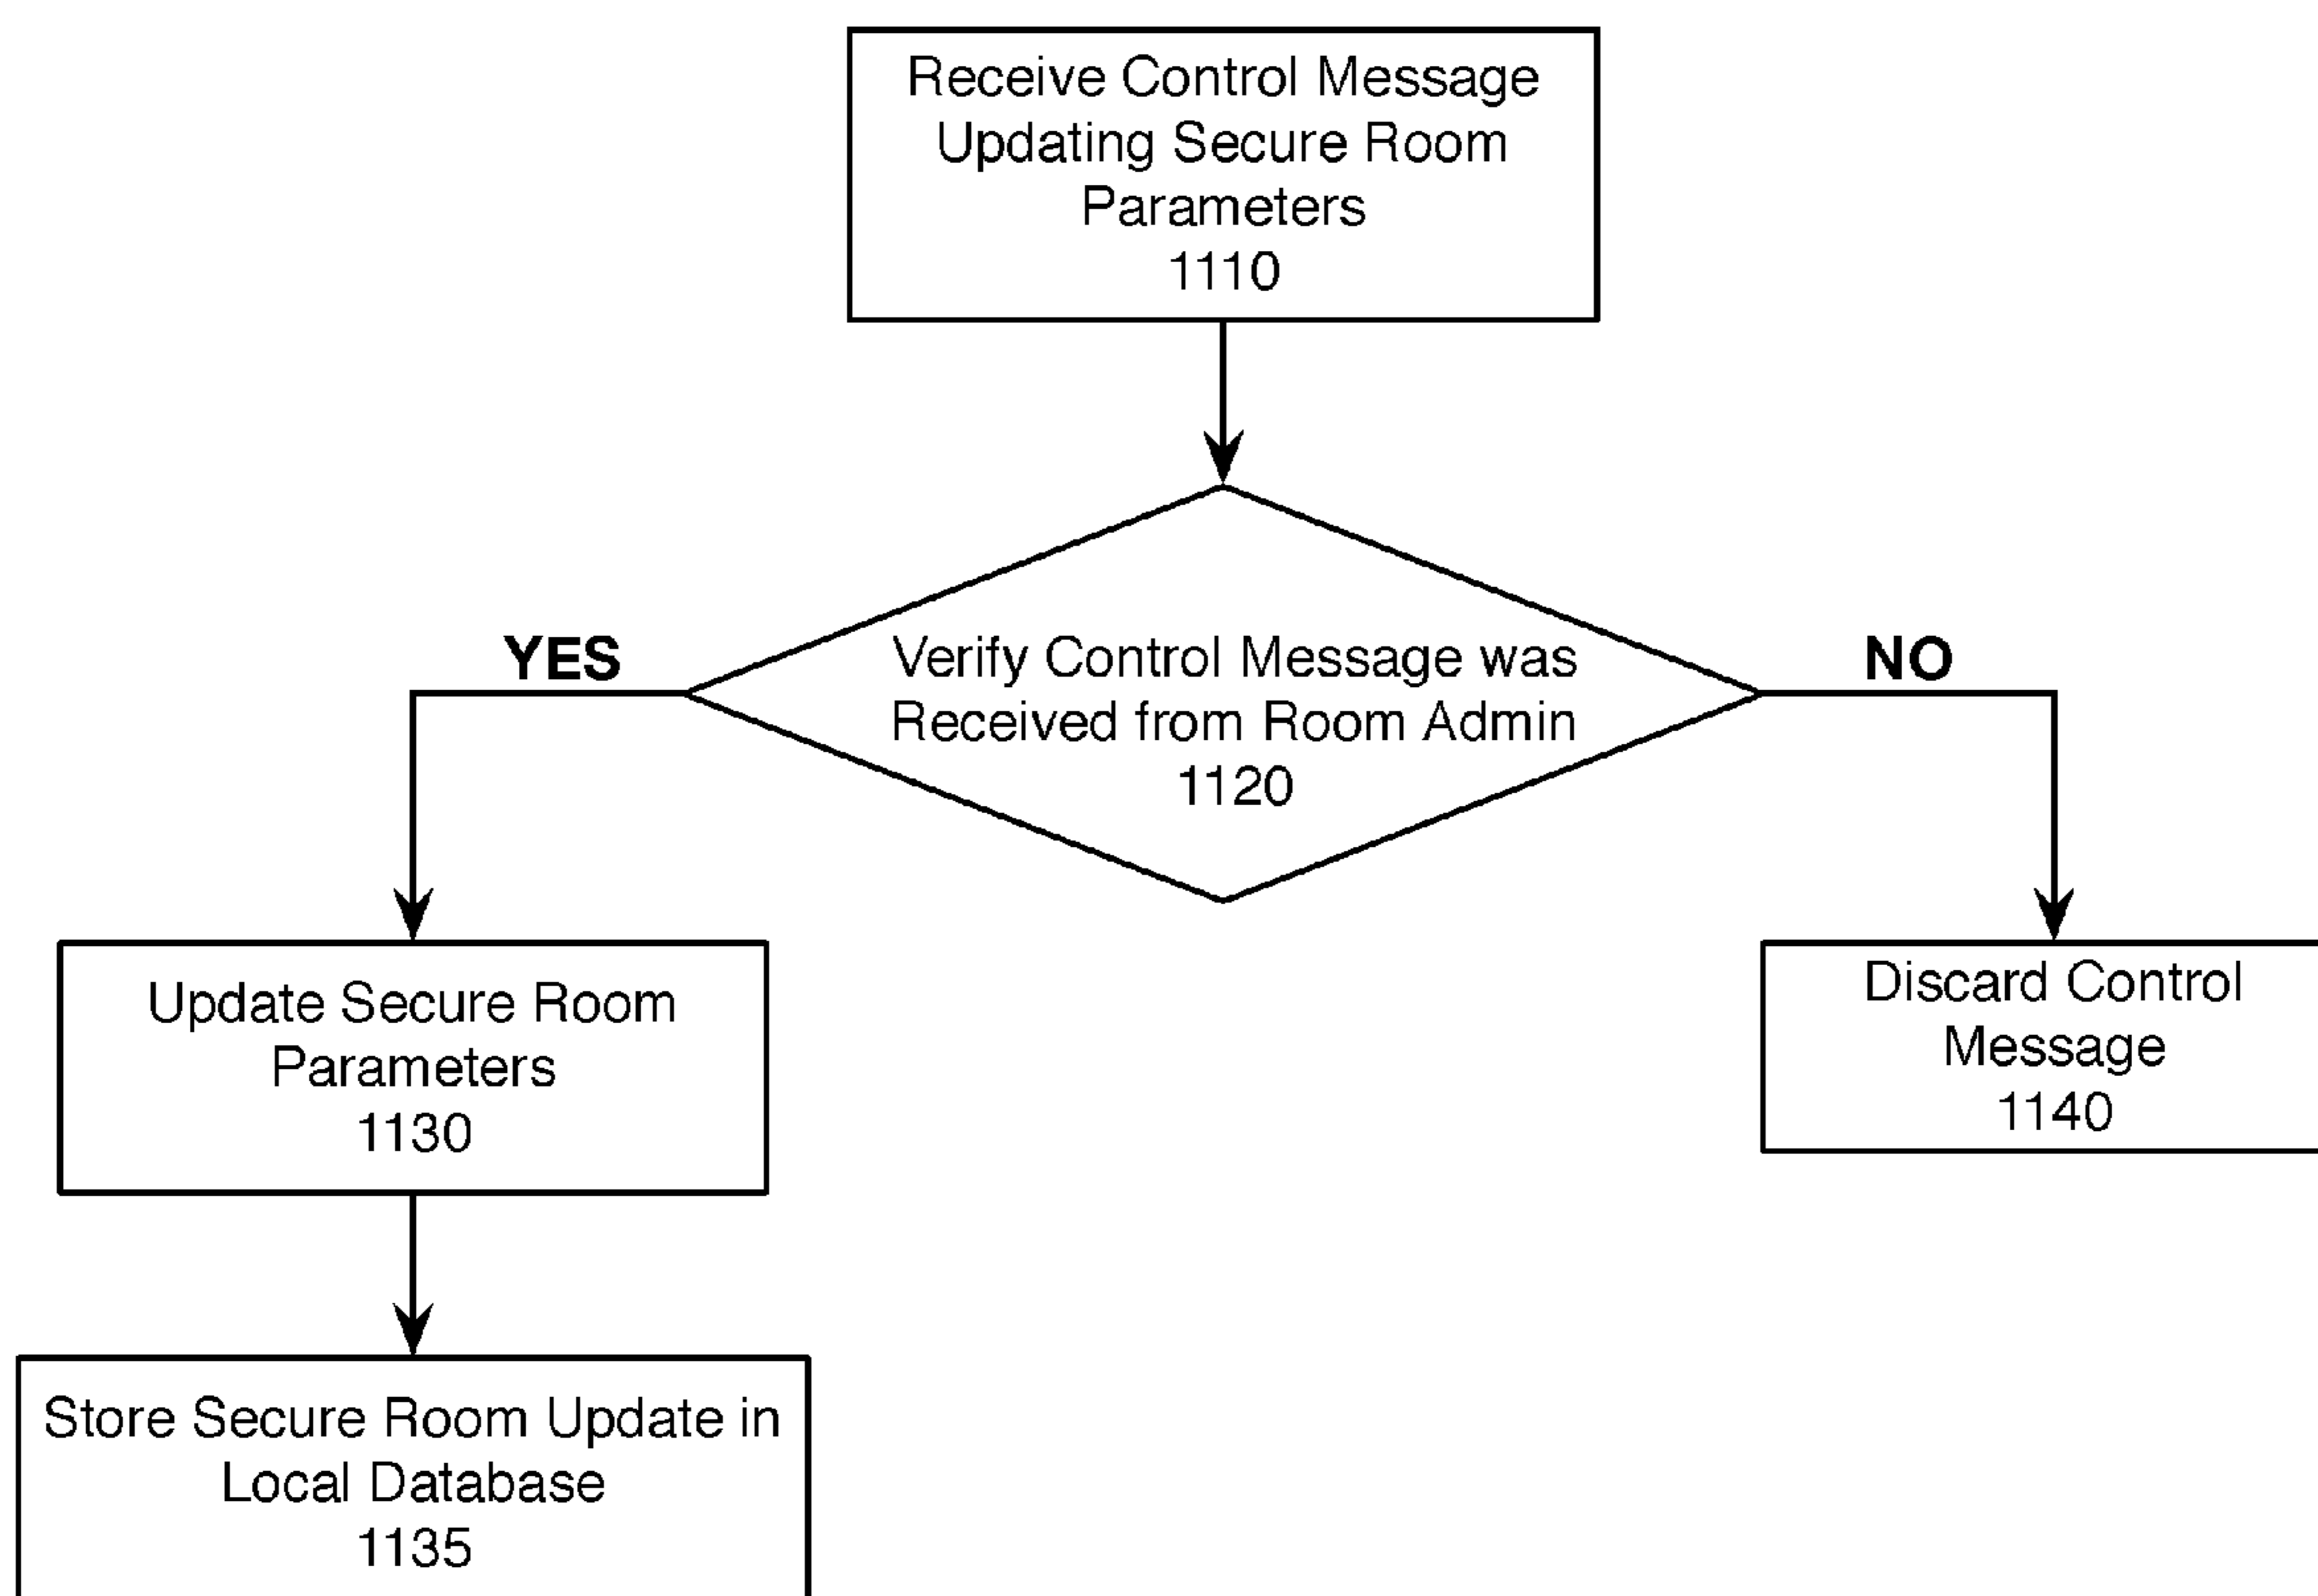 Receive Control Message
Updating Secure Room
Parameters
1110
Verify Control Message was
Received from Room Admin
1120
YES
NO
Update Secure Room
Parameters
1130
Discard Control
Message
1140
Store Secure Room Update in
Local Database
1135